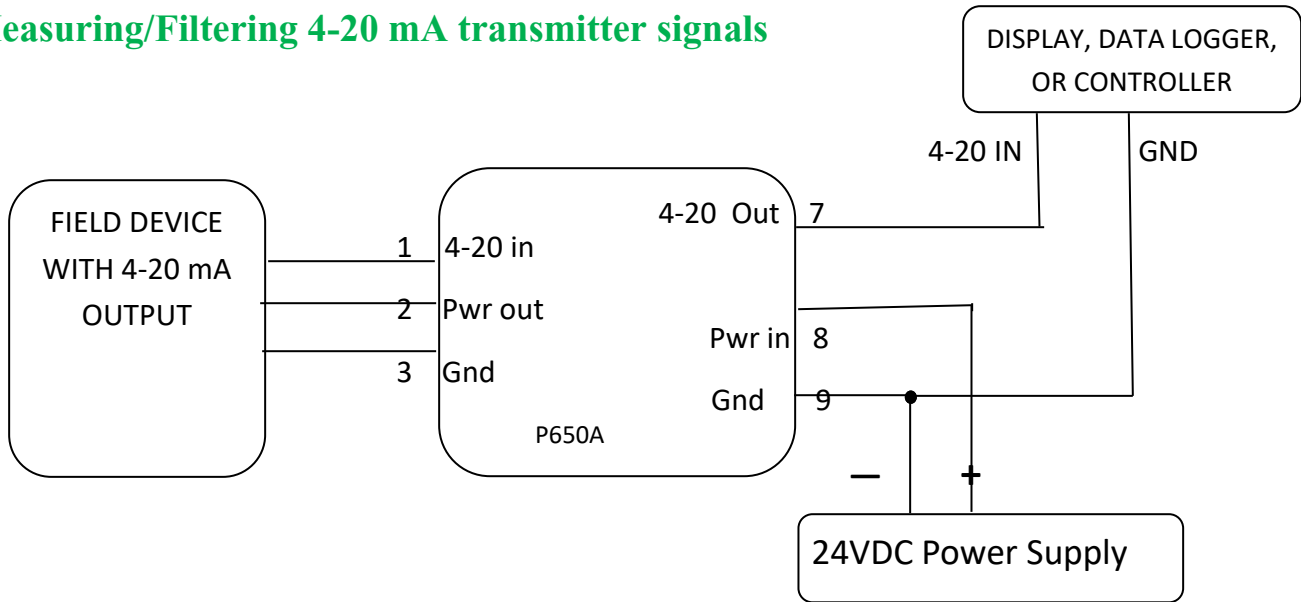 easuring/Filtering 4-20 mA transmitter signals
DISPLAY, DATA LOGGER,
OR CONTROLLER
4-20 IN
GND
FIELD DEVICE
WITH 4-20 mA
OUTPUT
1
4-20 in
2
Pwr out
3
Gnd
4-20 Out
7
Pwr in
8
Gnd
9
P650A
—
+
24VDC Power Supply